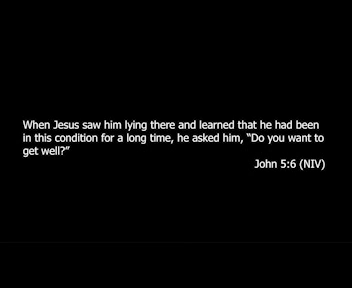 When Jesus saw him lying there and learned that he had been
in this condition for a long time, he asked him, “Do you want to
get well?”
John 5:6 (NIV)